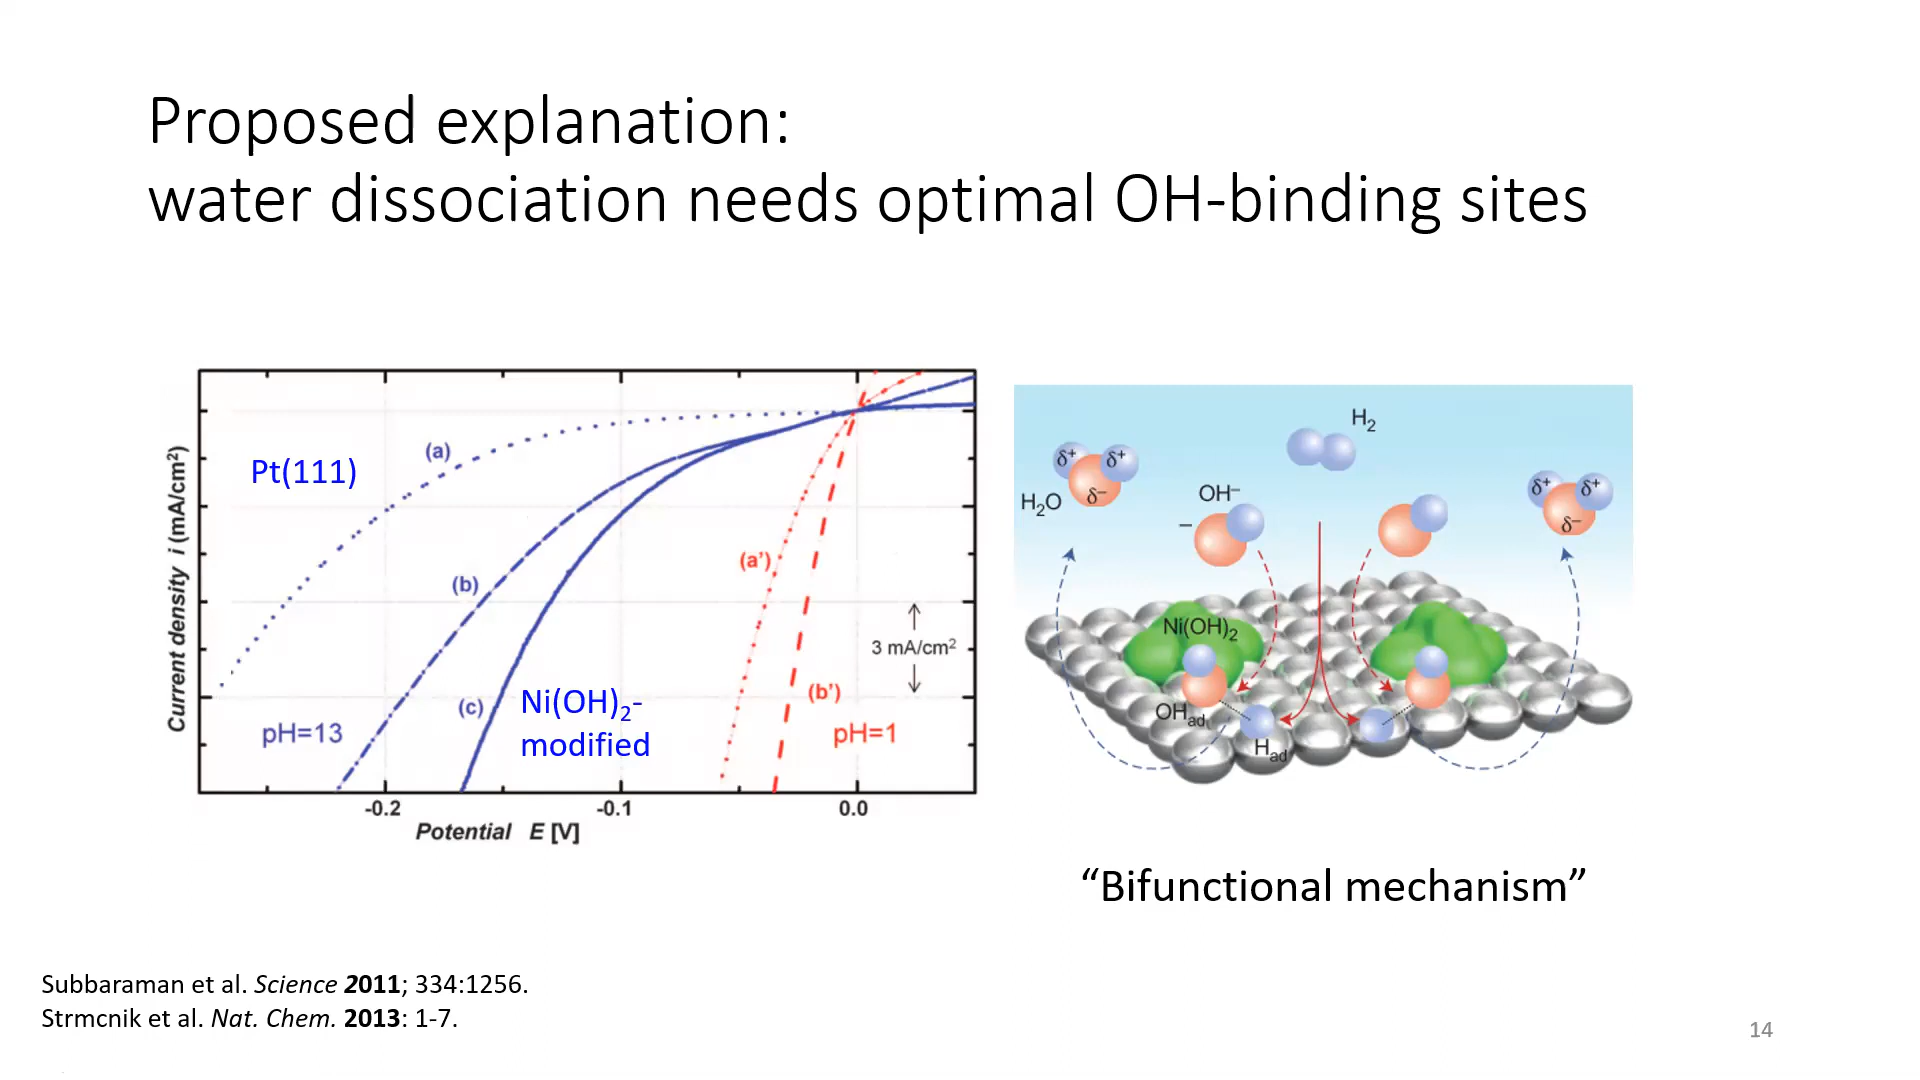 Proposed explanation:
water dissociation needs optimal OH-binding sites
Current density i (mA/cm²)
Pt(111)
(a)
(b)
(c)
Ni(OH)₂-
modified
pH=13
(a’)
(b’)
pH=1
3 mA/cm²
-0.2
-0.1
0.0
Potential E [V]
H₂
δ⁺ δ⁺
δ⁻
H₂O
OH⁻
–
δ⁺ δ⁺
δ⁻
Ni(OH)₂
OHad
Had
“Bifunctional mechanism”
Subbaraman et al. Science 2011; 334:1256.
Strmcnik et al. Nat. Chem. 2013: 1-7.
14